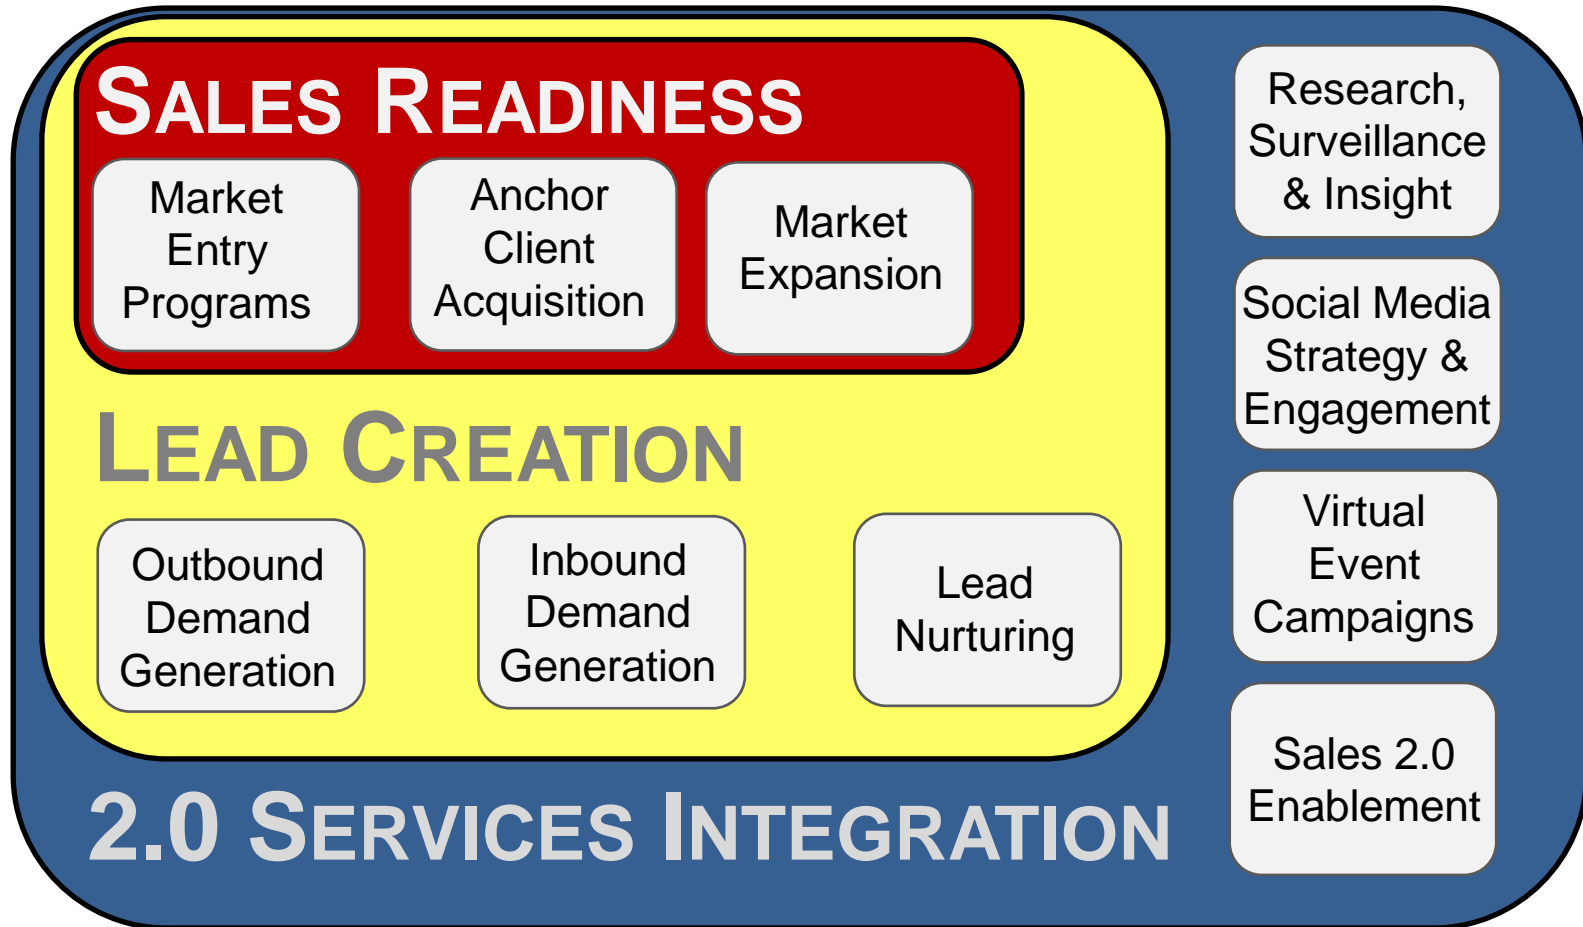 SALES READINESS
Market
Entry
Programs
Anchor
Client
Acquisition
Market
Expansion
LEAD CREATION
Outbound
Demand
Generation
Inbound
Demand
Generation
Lead
Nurturing
2.0 SERVICES INTEGRATION
Research,
Surveillance
& Insight
Social Media
Strategy &
Engagement
Virtual
Event
Campaigns
Sales 2.0
Enablement